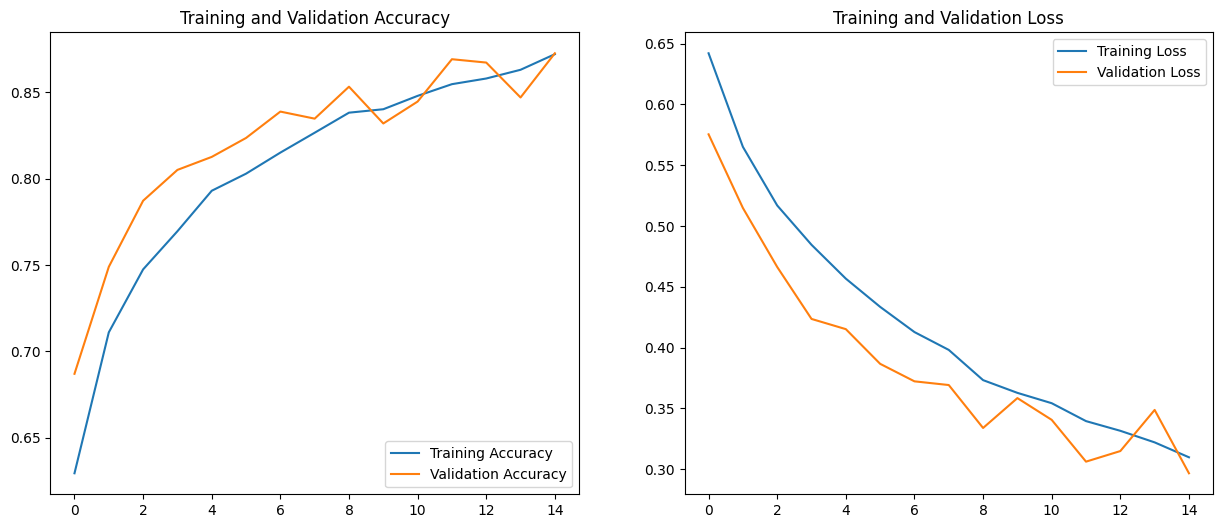 Training and Validation Accuracy
0.85
0.80
0.75
0.70
0.65
0 2 4 6 8 10 12 14
Training Accuracy
Validation Accuracy
Training and Validation Loss
0.65
0.60
0.55
0.50
0.45
0.40
0.35
0.30
0 2 4 6 8 10 12 14
Training Loss
Validation Loss